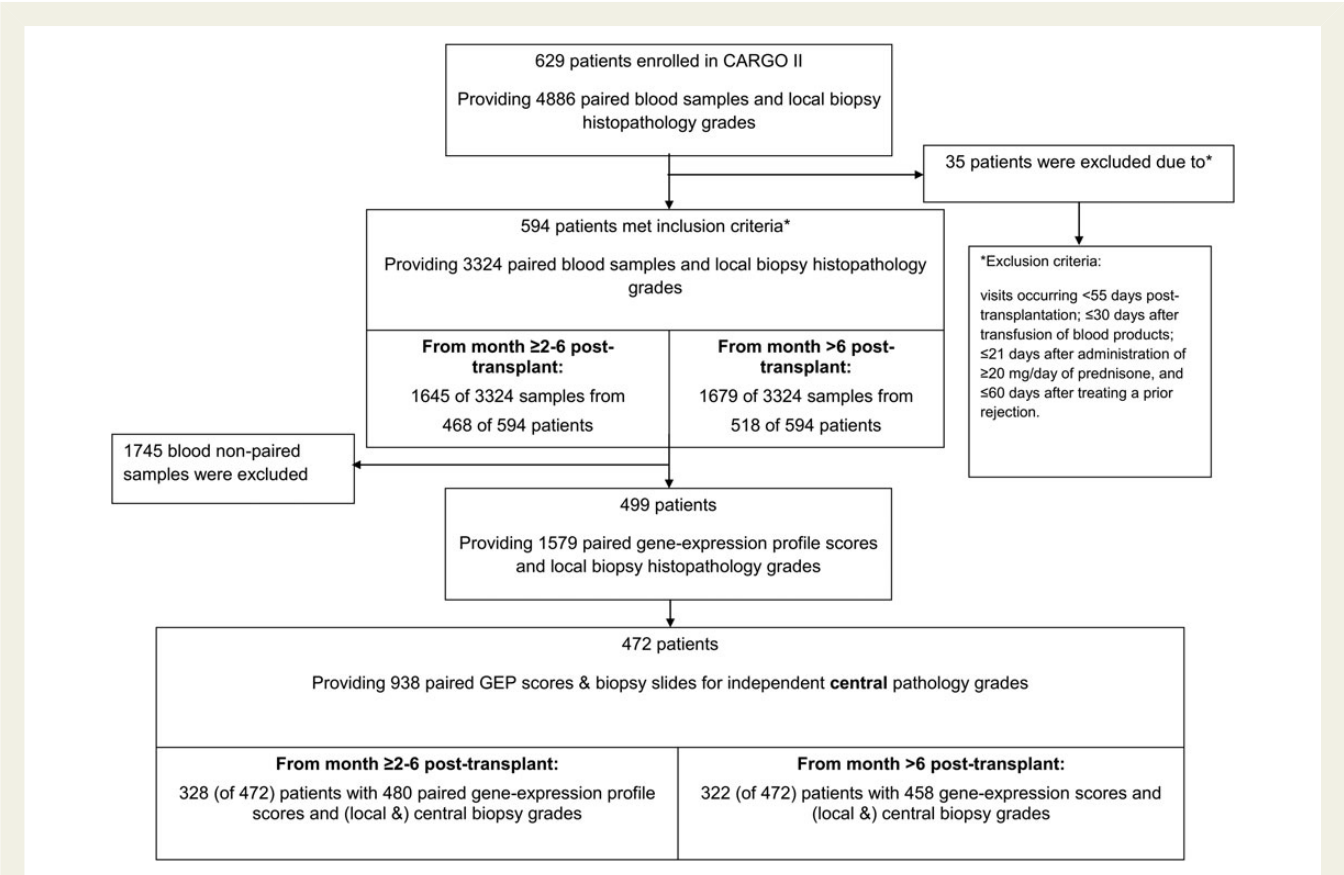 629 patients enrolled in CARGO II
Providing 4886 paired blood samples and local biopsy
histopathology grades
35 patients were excluded due to*
594 patients met inclusion criteria*
Providing 3324 paired blood samples and local biopsy histopathology
grades
*Exclusion criteria:
visits occurring <55 days post-
transplantation; ≤30 days after
transfusion of blood products;
≤21 days after administration of
≥20 mg/day of prednisone, and
≤60 days after treating a prior
rejection.
From month ≥2-6 post-
transplant:
1645 of 3324 samples from
468 of 594 patients
From month >6 post-
transplant:
1679 of 3324 samples from
518 of 594 patients
1745 blood non-paired
samples were excluded
499 patients
Providing 1579 paired gene-expression profile scores
and local biopsy histopathology grades
472 patients
Providing 938 paired GEP scores & biopsy slides for independent central pathology grades
From month ≥2-6 post-transplant:
328 (of 472) patients with 480 paired gene-expression profile
scores and (local &) central biopsy grades
From month >6 post-transplant:
322 (of 472) patients with 458 gene-expression scores and
(local &) central biopsy grades